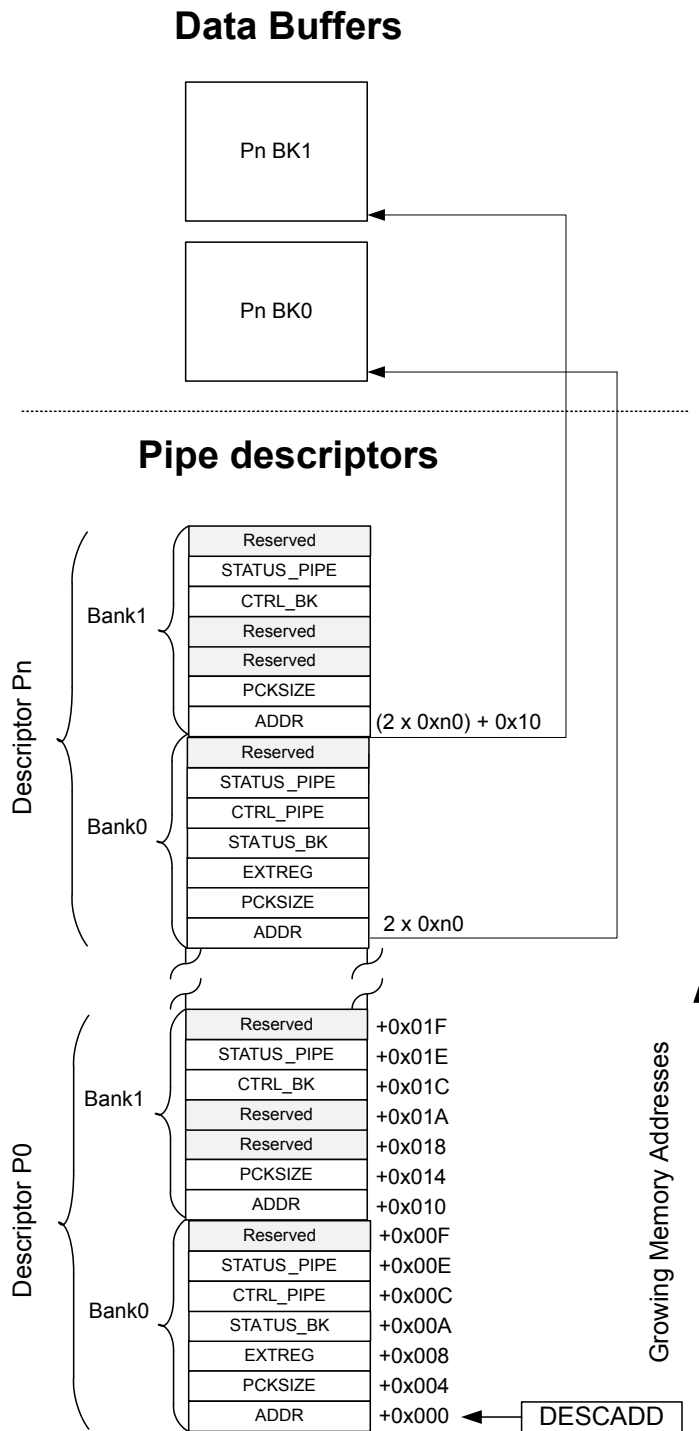 Data Buffers
Pn BK1
Pn BK0
Pipe descriptors
Descriptor Pn
Bank1
Reserved
STATUS_PIPE
CTRL_BK
Reserved
Reserved
PCKSIZE
ADDR (2 x 0xn0) + 0x10
Bank0
Reserved
STATUS_PIPE
CTRL_PIPE
STATUS_BK
EXTREG
PCKSIZE
ADDR 2 x 0xn0
Descriptor P0
Bank1
Reserved +0x01F
STATUS_PIPE +0x01E
CTRL_BK +0x01C
Reserved +0x01A
Reserved +0x018
PCKSIZE +0x014
ADDR +0x010
Bank0
Reserved +0x00F
STATUS_PIPE +0x00E
CTRL_PIPE +0x00C
STATUS_BK +0x00A
EXTREG +0x008
PCKSIZE +0x004
ADDR +0x000 DESCADD
Growing Memory Addresses